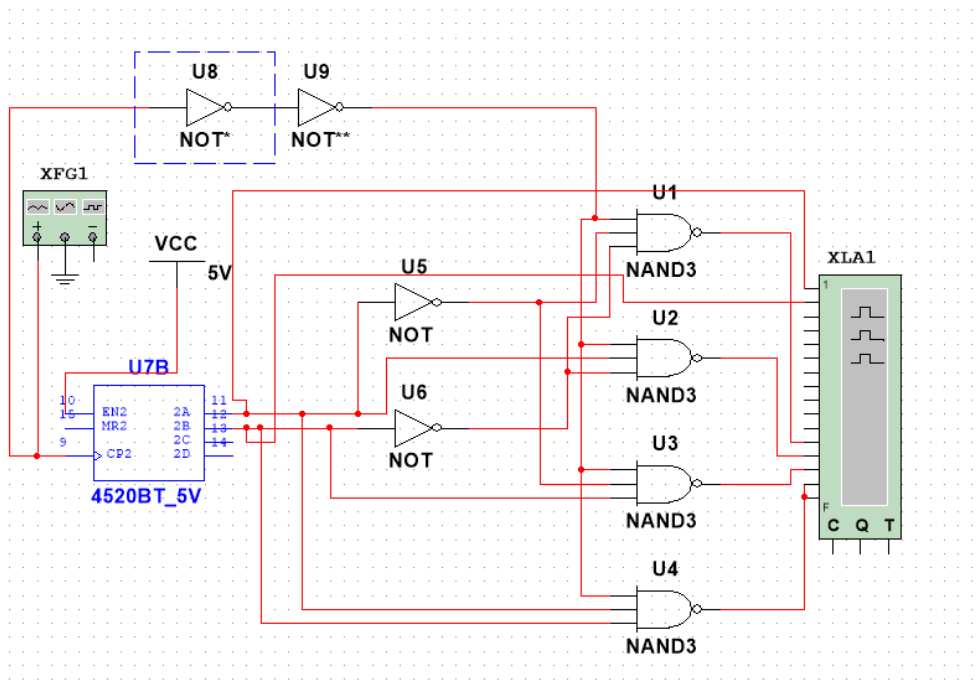 U8
U9
NOT*
NOT**
XFG1
+
−
U1
VCC
5V
NAND3
XLA1
U5
1
NOT
U2
U7B
NAND3
U6
10
11
15
EN2
2A
12
MR2
2B
13
2C
14
9
CP2
2D
NOT
U3
4520BT_5V
F
NAND3
C Q T
U4
NAND3